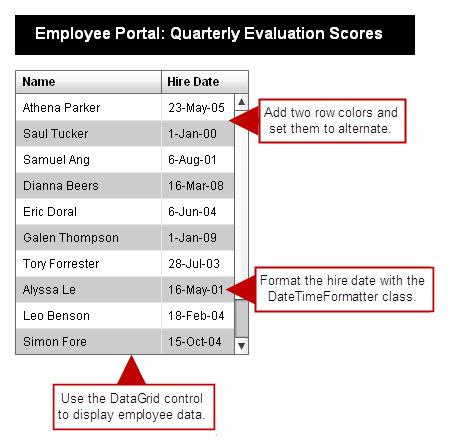 Employee Portal: Quarterly Evaluation Scores
Name Hire Date
Athena Parker 23-May-05
Saul Tucker 1-Jan-00
Samuel Ang 6-Aug-01
Dianna Beers 16-Mar-08
Eric Doral 6-Jun-04
Galen Thompson 1-Jan-09
Tory Forrester 28-Jul-03
Alyssa Le 16-May-01
Leo Benson 18-Feb-04
Simon Fore 15-Oct-04
Add two row colors and
set them to alternate.
Format the hire date with the
DateTimeFormatter class.
Use the DataGrid control
to display employee data.